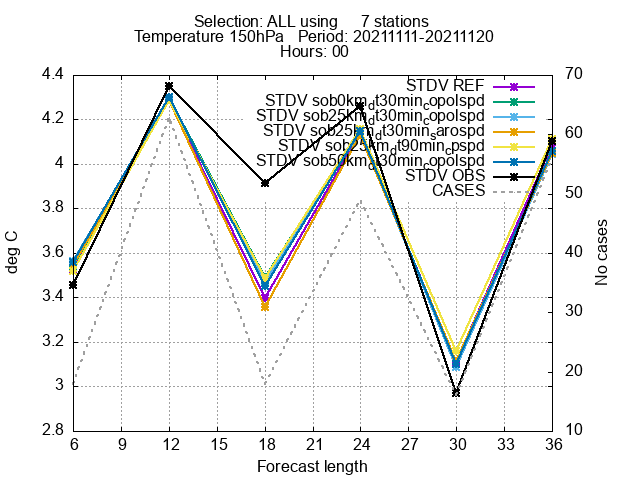 Selection: ALL using 7 stations
Temperature 150hPa Period: 20211111-20211120
Hours: 00
4.4
4.2
4
3.8
3.6
3.4
3.2
3
2.8
deg C
STDV REF
STDV sob0km_dt30min_copolspd
STDV sob25km_dt30min_copolspd
STDV sob25km_dt30min_sarospd
STDV sob25km_dt90min_cpspd
STDV sob50km_dt30min_copolspd
STDV OBS
CASES
70
60
50
40
30
20
10
No cases
6 9 12 15 18 21 24 27 30 33 36
Forecast length